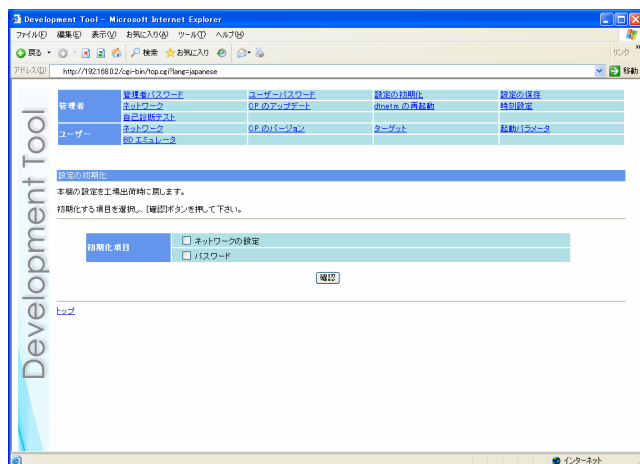 Development Tool - Microsoft Internet Explorer
ファイル(F) 編集(E) 表示(V) お気に入り(A) ツール(T) ヘルプ(H)
戻る 検索 お気に入り リンク
アドレス(D) http://192.168.0.2/cgi-bin/top.cgi?lang=japanese 移動
Development Tool
管理者 管理者パスワード ユーザーパスワード 設定の初期化 設定の保存
ネットワーク CP のアップデート dtnetm の再起動 時刻設定
自己診断テスト
ユーザー ネットワーク CP のバージョン ターゲット 起動パラメータ
BD エミュレータ
設定の初期化
本機の設定を工場出荷時に戻します。
初期化する項目を選択し、[確認]ボタンを押して下さい。
初期化項目 ネットワークの設定
パスワード
確認
トップ
インターネット